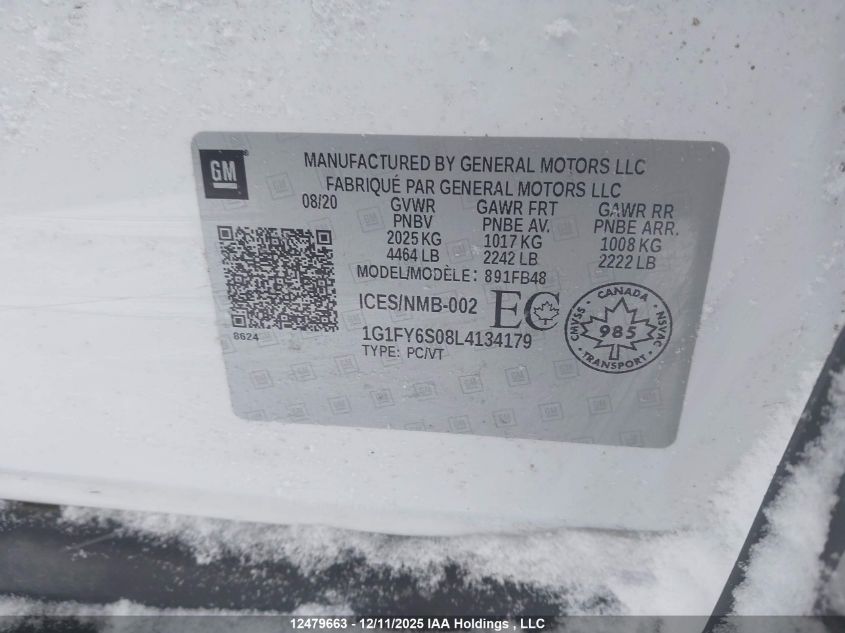 GM
MANUFACTURED BY GENERAL MOTORS LLC
FABRIQUÉ PAR GENERAL MOTORS LLC
08/20 GVWR GAWR FRT GAWR RR
PNBV PNBE AV. PNBE ARR.
2025 KG 1017 KG 1008 KG
4464 LB 2242 LB 2222 LB
MODEL/MODÈLE: 891FB48
ICES/NMB-002 EC
8624
1G1FY6S08L4134179
TYPE: PC/VT
CANADA
CMVSS 985 NSVAC
TRANSPORT
12479663 - 12/11/2025 IAA Holdings , LLC